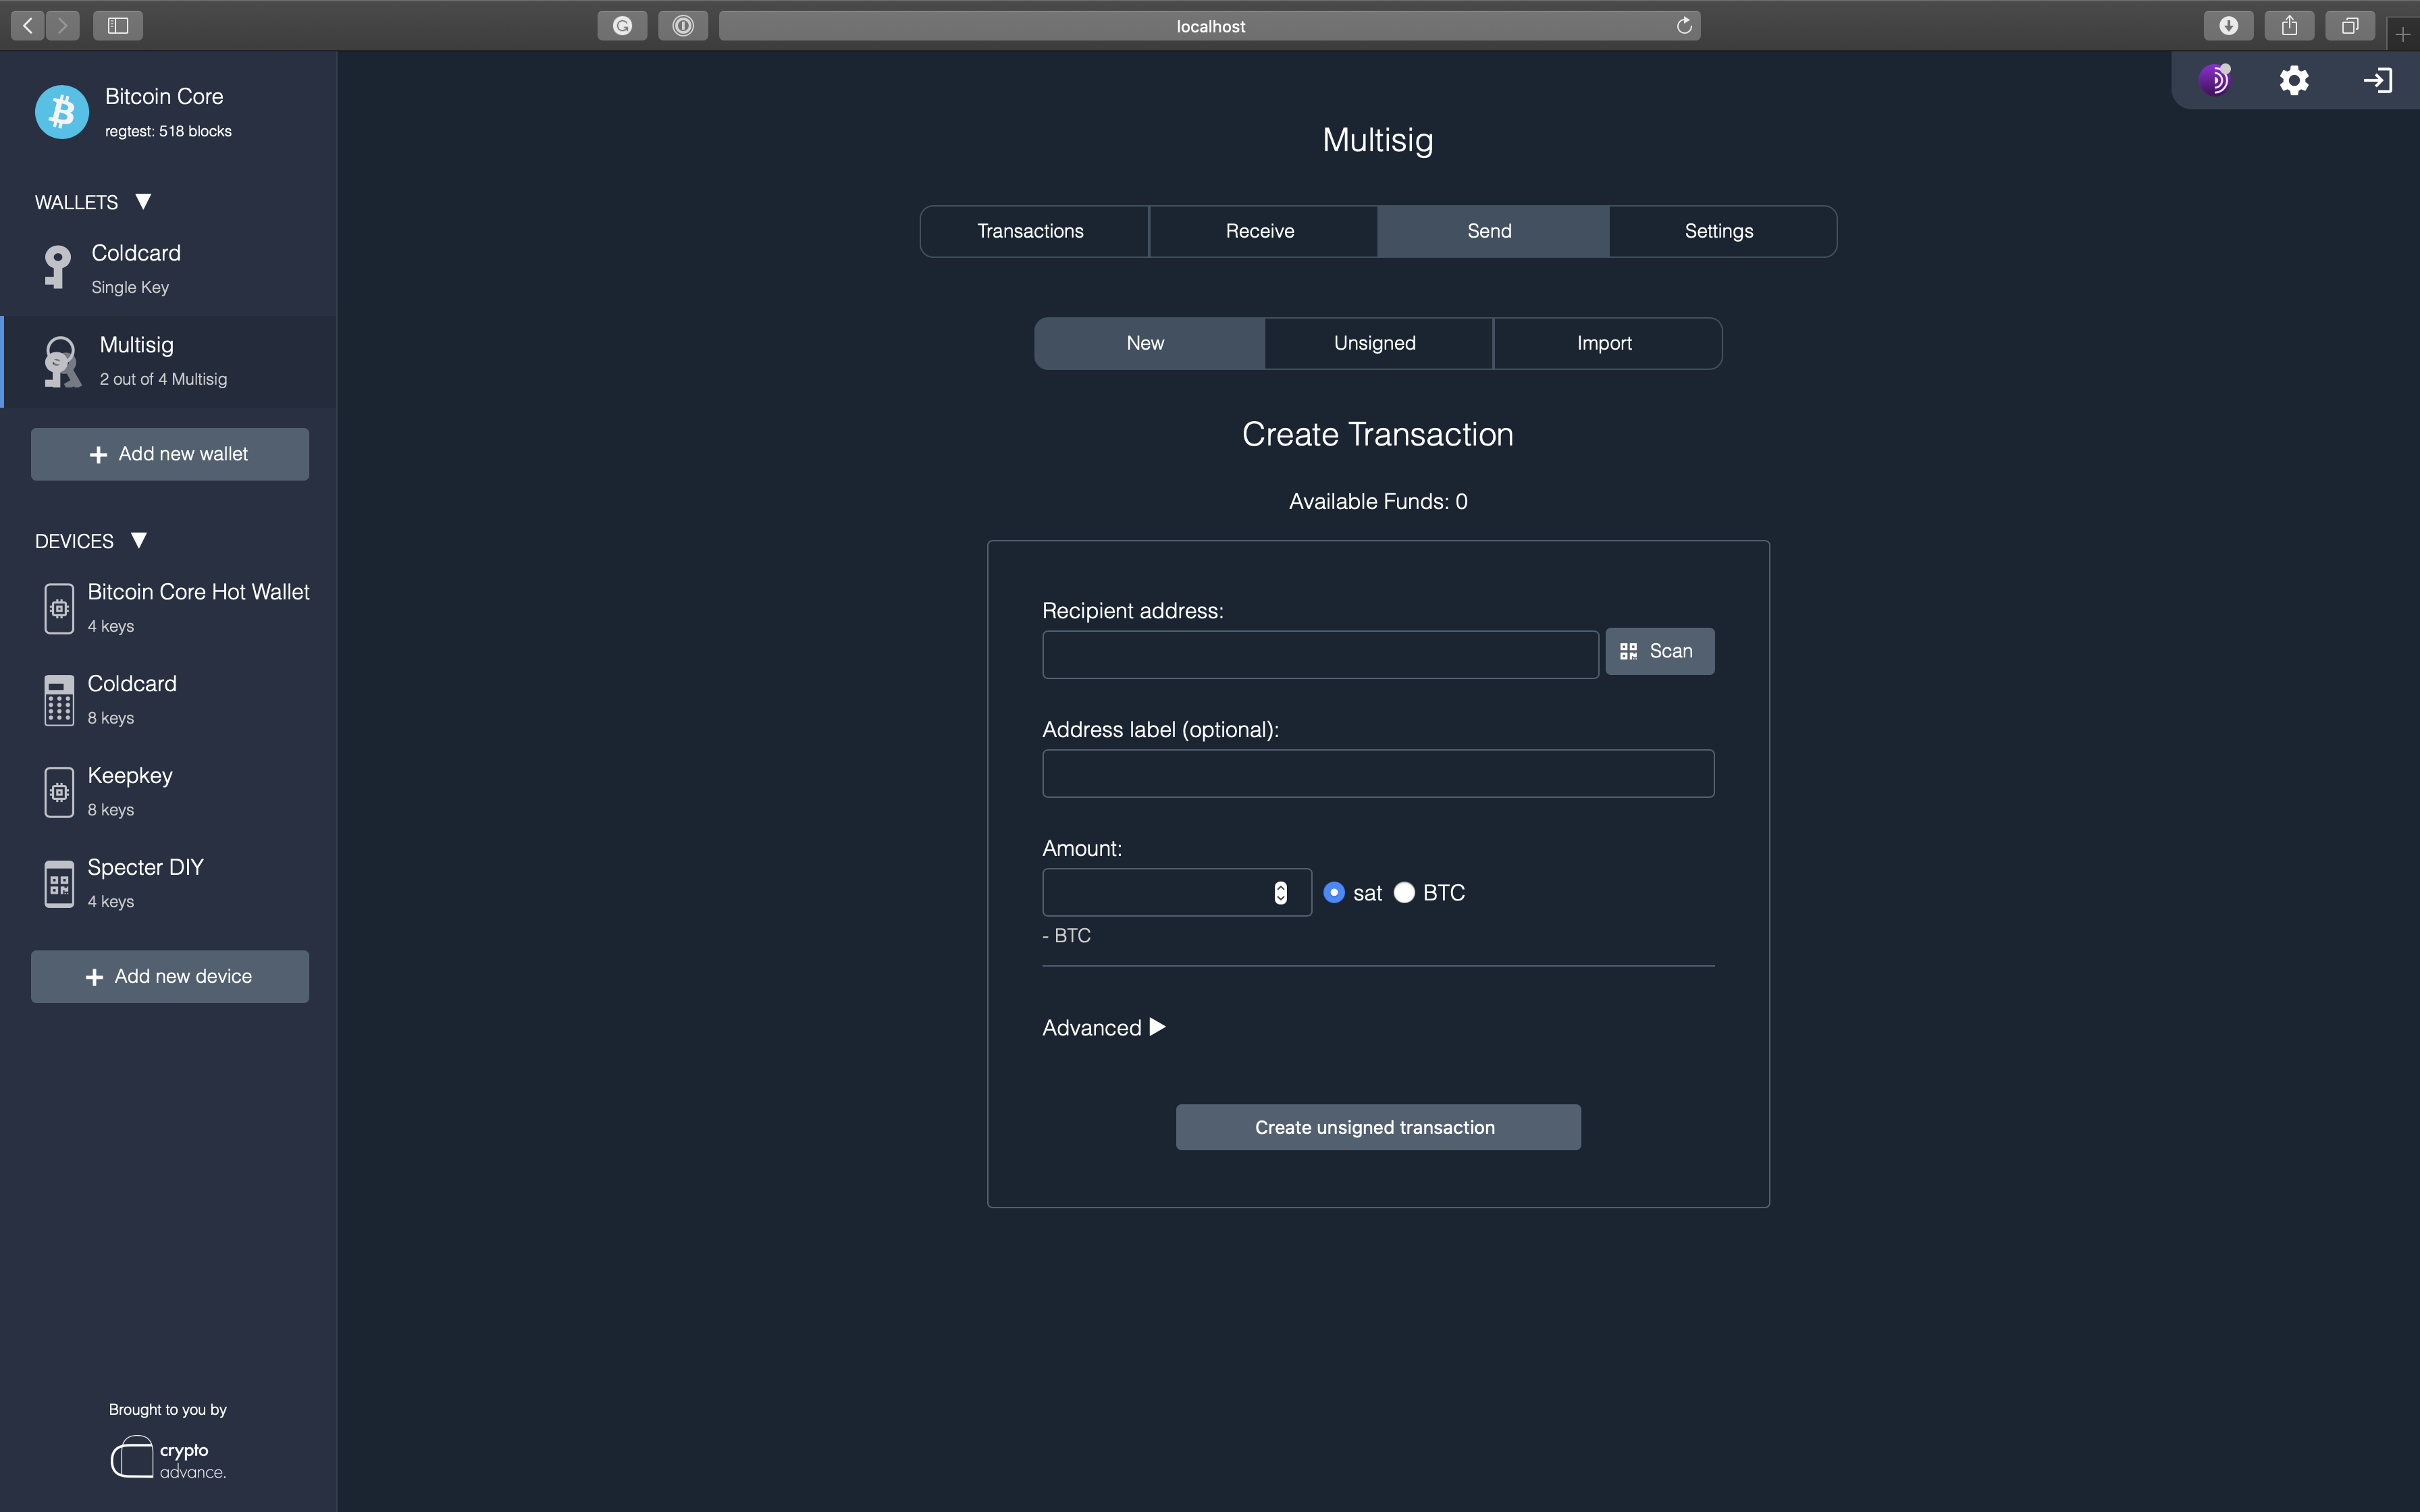 localhost
Bitcoin Core
regtest: 518 blocks
WALLETS
Coldcard
Single Key
Multisig
2 out of 4 Multisig
Add new wallet
DEVICES
Bitcoin Core Hot Wallet
4 keys
Coldcard
8 keys
Keepkey
8 keys
Specter DIY
4 keys
Add new device
Brought to you by
crypto
advance.
Multisig
Transactions Receive Send Settings
New Unsigned Import
Create Transaction
Available Funds: 0
Recipient address:
Scan
Address label (optional):
Amount:
sat BTC
- BTC
Advanced
Create unsigned transaction